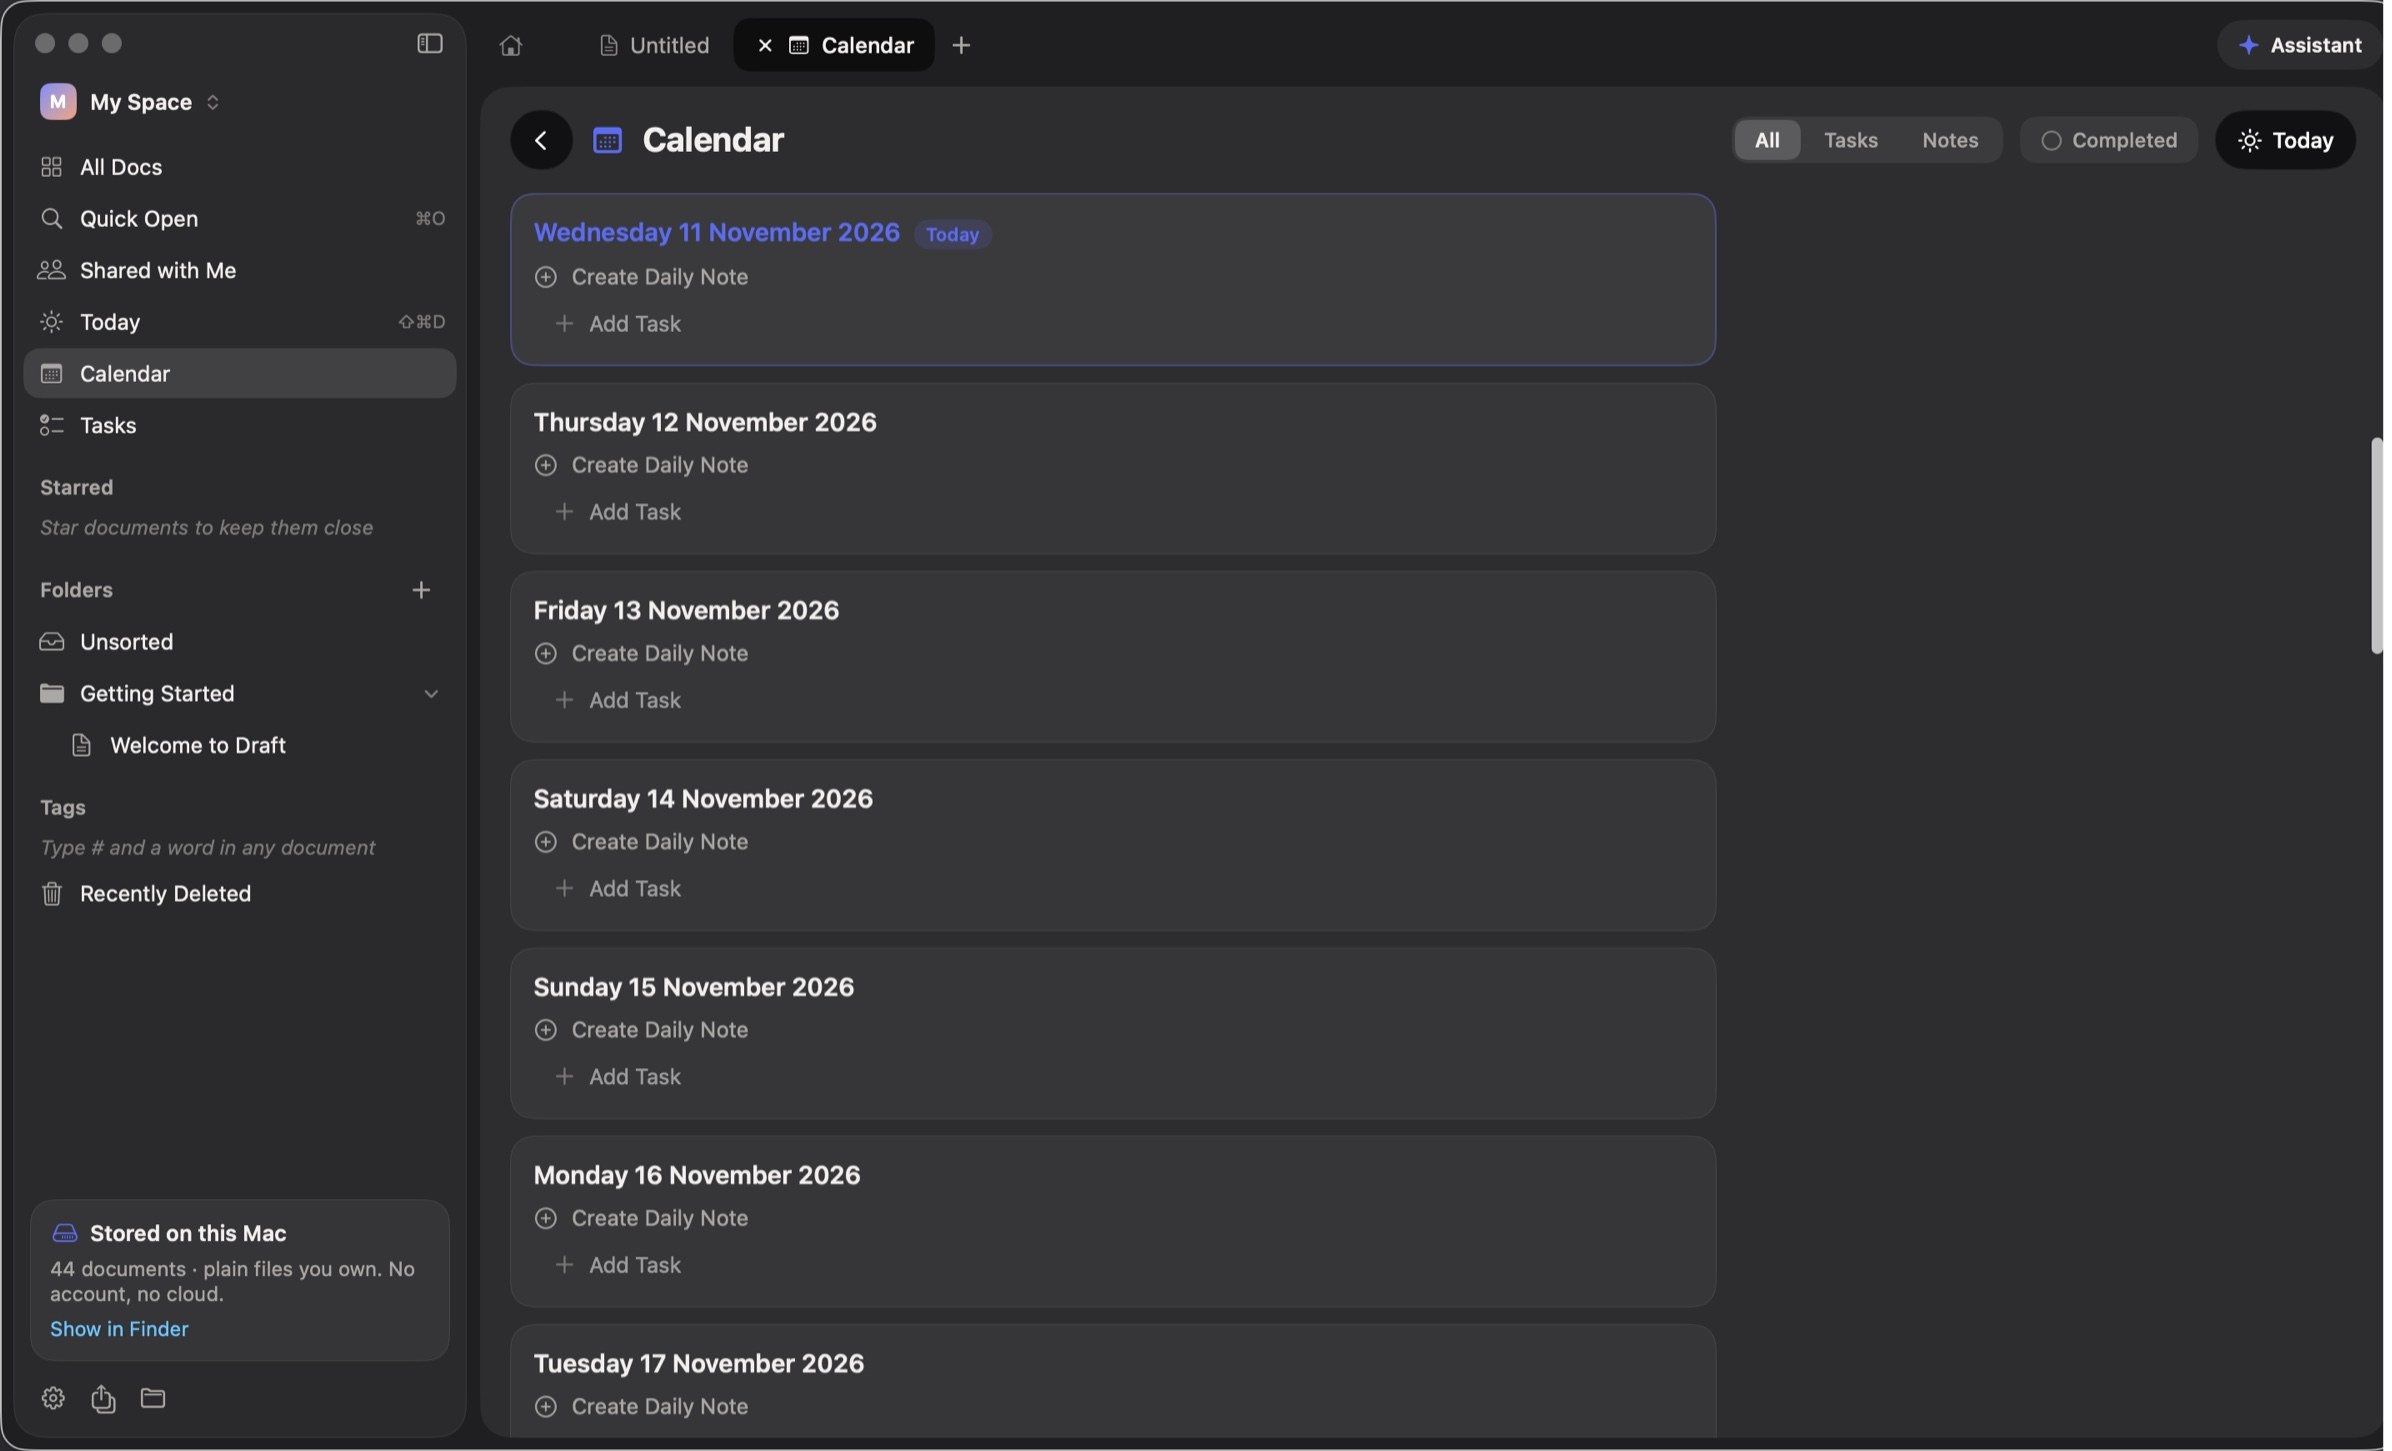 Untitled
Calendar
Assistant
M My Space
All Docs
Quick Open ⌘O
Shared with Me
Today ⇧⌘D
Calendar
Tasks
Starred
Star documents to keep them close
Folders
Unsorted
Getting Started
Welcome to Draft
Tags
Type # and a word in any document
Recently Deleted
Stored on this Mac
44 documents · plain files you own. No
account, no cloud.
Show in Finder
Calendar
All Tasks Notes
Completed
Today
Wednesday 11 November 2026 Today
Create Daily Note
Add Task
Thursday 12 November 2026
Create Daily Note
Add Task
Friday 13 November 2026
Create Daily Note
Add Task
Saturday 14 November 2026
Create Daily Note
Add Task
Sunday 15 November 2026
Create Daily Note
Add Task
Monday 16 November 2026
Create Daily Note
Add Task
Tuesday 17 November 2026
Create Daily Note